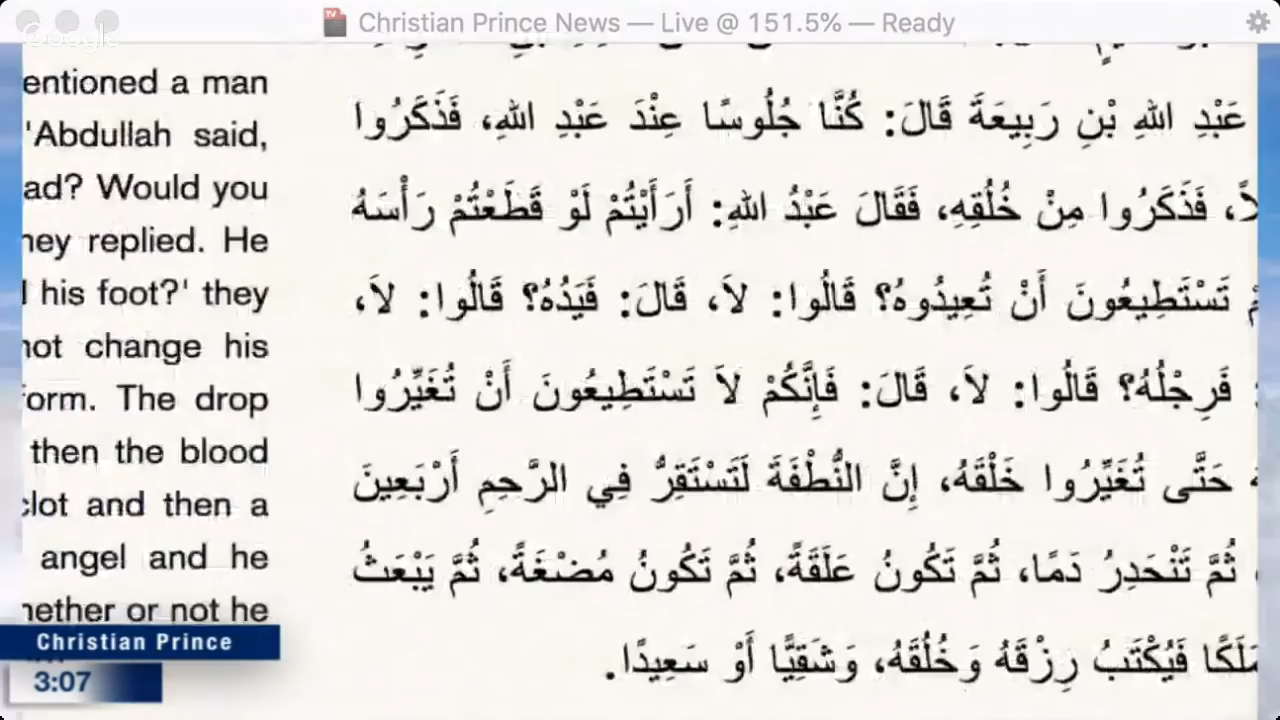 Christian Prince News — Live @ 151.5% — Ready
Google
entioned a man
'Abdullah said,
ad? Would you
ney replied. He
his foot?' they
not change his
orm. The drop
then the blood
clot and then a
angel and he
nether or not he
عَبْدِ اللهِ بْنِ رَبِيعَةَ قَالَ: كُنَّا جُلُوسًا عِنْدَ عَبْدِ اللهِ، فَذَكَرُوا
لاً، فَذَكَرُوا مِنْ خُلُقِهِ، فَقَالَ عَبْدُ اللهِ: أَرَأَيْتُمْ لَوْ قَطَعْتُمْ رَأْسَهُ
تَسْتَطِيعُونَ أَنْ تُعِيدُوهُ؟ قَالُوا: لاَ، قَالَ: فَيَدُهُ؟ قَالُوا: لاَ،
: فَرِجْلُهُ؟ قَالُوا: لاَ، قَالَ: فَإِنَّكُمْ لاَ تَسْتَطِيعُونَ أَنْ تُغَيِّرُوا
حَتَّى تُغَيِّرُوا خَلْقَهُ، إِنَّ النُّطْفَةَ لَتَسْتَقِرُّ فِي الرَّحِمِ أَرْبَعِينَ
ثُمَّ تَنْحَدِرُ دَمًا، ثُمَّ تَكُونُ عَلَقَةً، ثُمَّ تَكُونُ مُضْغَةً، ثُمَّ يَبْعَثُ
مَلَكًا فَيُكْتَبُ رِزْقَهُ وَخُلُقَهُ، وَشَقِيًّا أَوْ سَعِيدًا.
Christian Prince
3:07